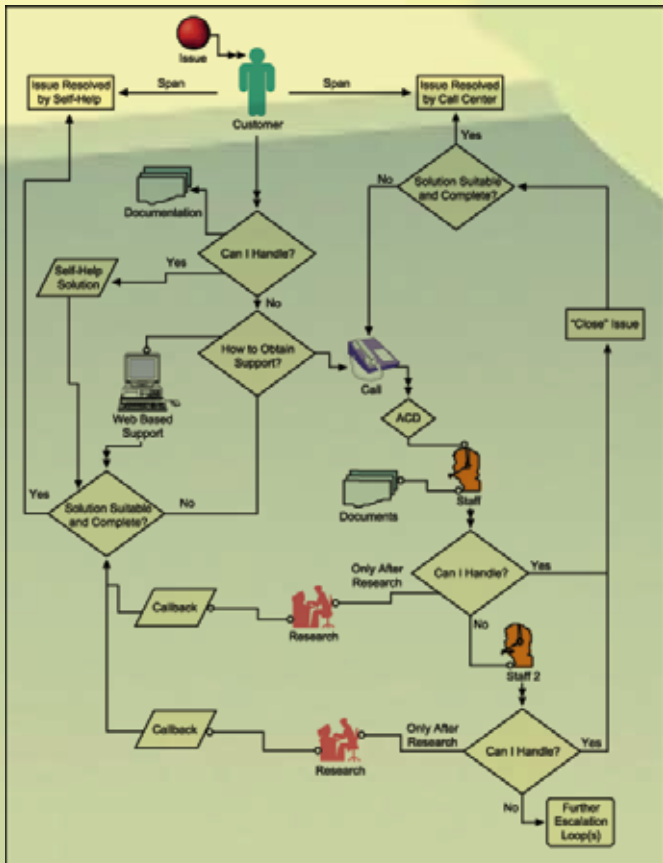 Issue
Issue Resolved
by Self-Help
Span
Span
Issue Resolved
by Call Center
Customer
Yes
No
Solution Suitable
and Complete?
Documentation
Can I Handle?
Self-Help
Solution
Yes
No
"Close" Issue
How to Obtain
Support?
Call
Web Based
Support
ACD
Staff
Yes
Solution Suitable
and Complete?
No
Documents
Only After
Research
Can I Handle?
Yes
Callback
Research
No
Staff 2
Callback
Research
Only After
Research
Can I Handle?
Yes
No
Further
Escalation
Loop(s)